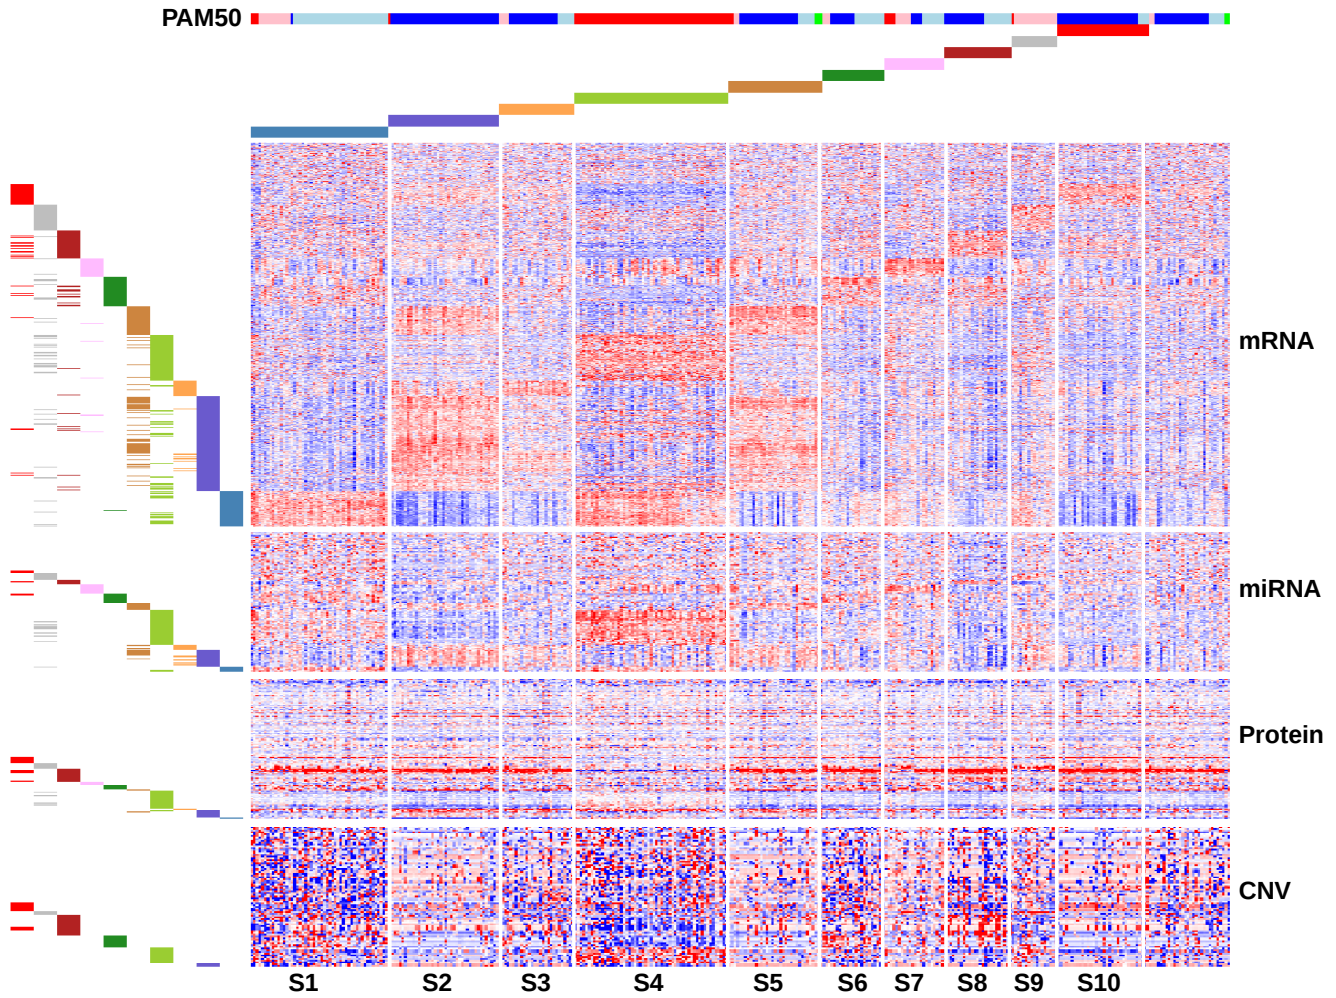 PAM50
mRNA
miRNA
Protein
CNV
S1 S2 S3 S4 S5 S6 S7 S8 S9 S10